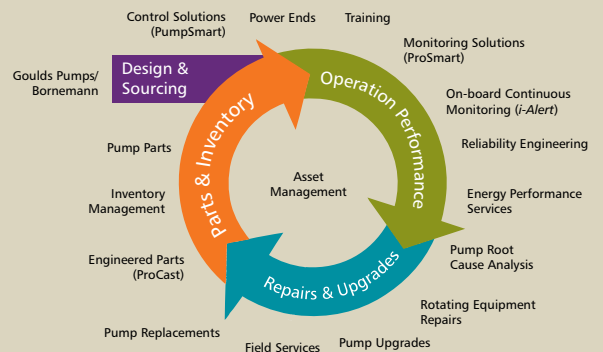 Control Solutions
(PumpSmart)
Power Ends
Training
Monitoring Solutions
(ProSmart)
Goulds Pumps/
Bornemann
Design &
Sourcing
Operation Performance
On-board Continuous
Monitoring (i-Alert)
Reliability Engineering
Pump Parts
Parts & Inventory
Asset
Management
Inventory
Management
Energy Performance
Services
Engineered Parts
(ProCast)
Repairs & Upgrades
Pump Root
Cause Analysis
Rotating Equipment
Repairs
Pump Replacements
Field Services
Pump Upgrades